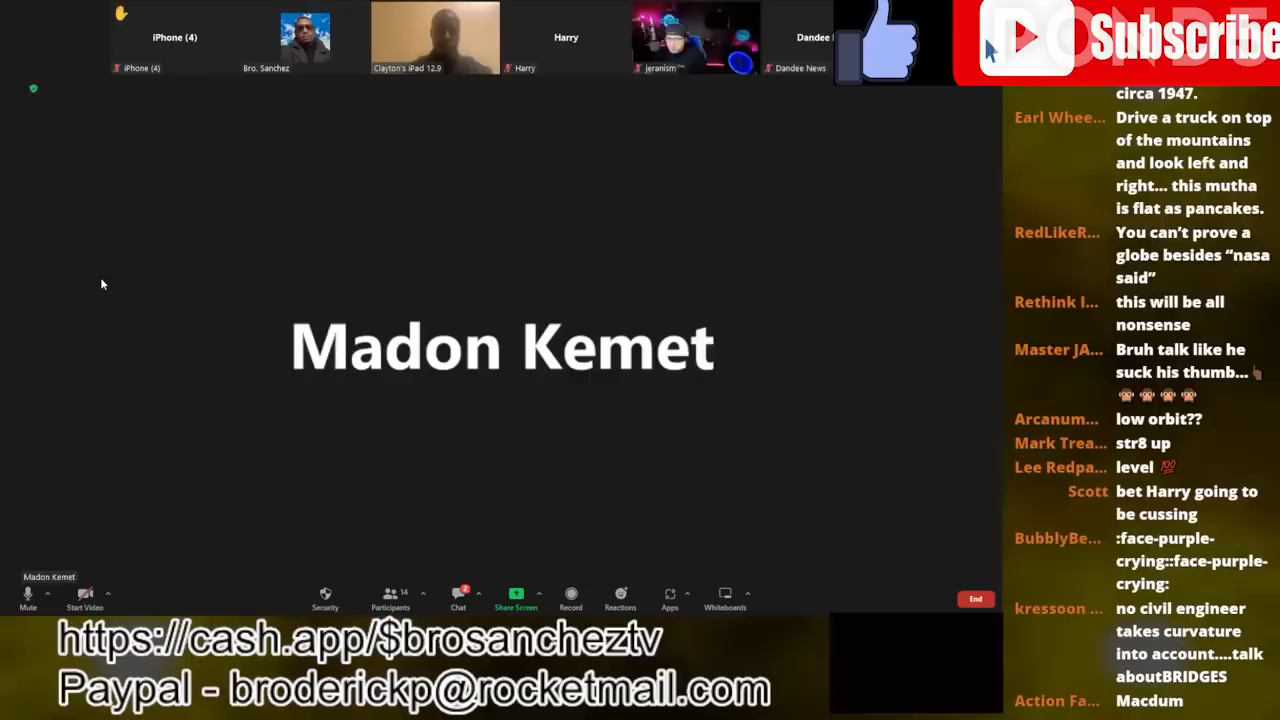 iPhone (4)
Harry
Dandee
iPhone (4)
Bro. Sanchez
Clayton's iPad 12.9
Harry
jeranism
Dandee News
Subscribe
circa 1947.
Earl Whee... Drive a truck on top
of the mountains
and look left and
right... this mutha
is flat as pancakes.
RedLikeR... You can’t prove a
globe besides “nasa
said”
Rethink I... this will be all
nonsense
Master JA... Bruh talk like he
suck his thumb...👆🏾
🙊🙊🙊🙊
Arcanum... low orbit??
Mark Trea... str8 up
Lee Redpa... level 💯
Scott bet Harry going to
be cussing
BubblyBe... :face-purple-
crying::face-purple-
crying:
kressoon ... no civil engineer
takes curvature
into account....talk
aboutBRIDGES
Action Fa... Macdum
Madon Kemet
Madon Kemet
14
2
Mute
Start Video
Security
Participants
Chat
Share Screen
Record
Reactions
Apps
Whiteboards
End
https://cash.app/$brosancheztv
Paypal - broderickp@rocketmail.com